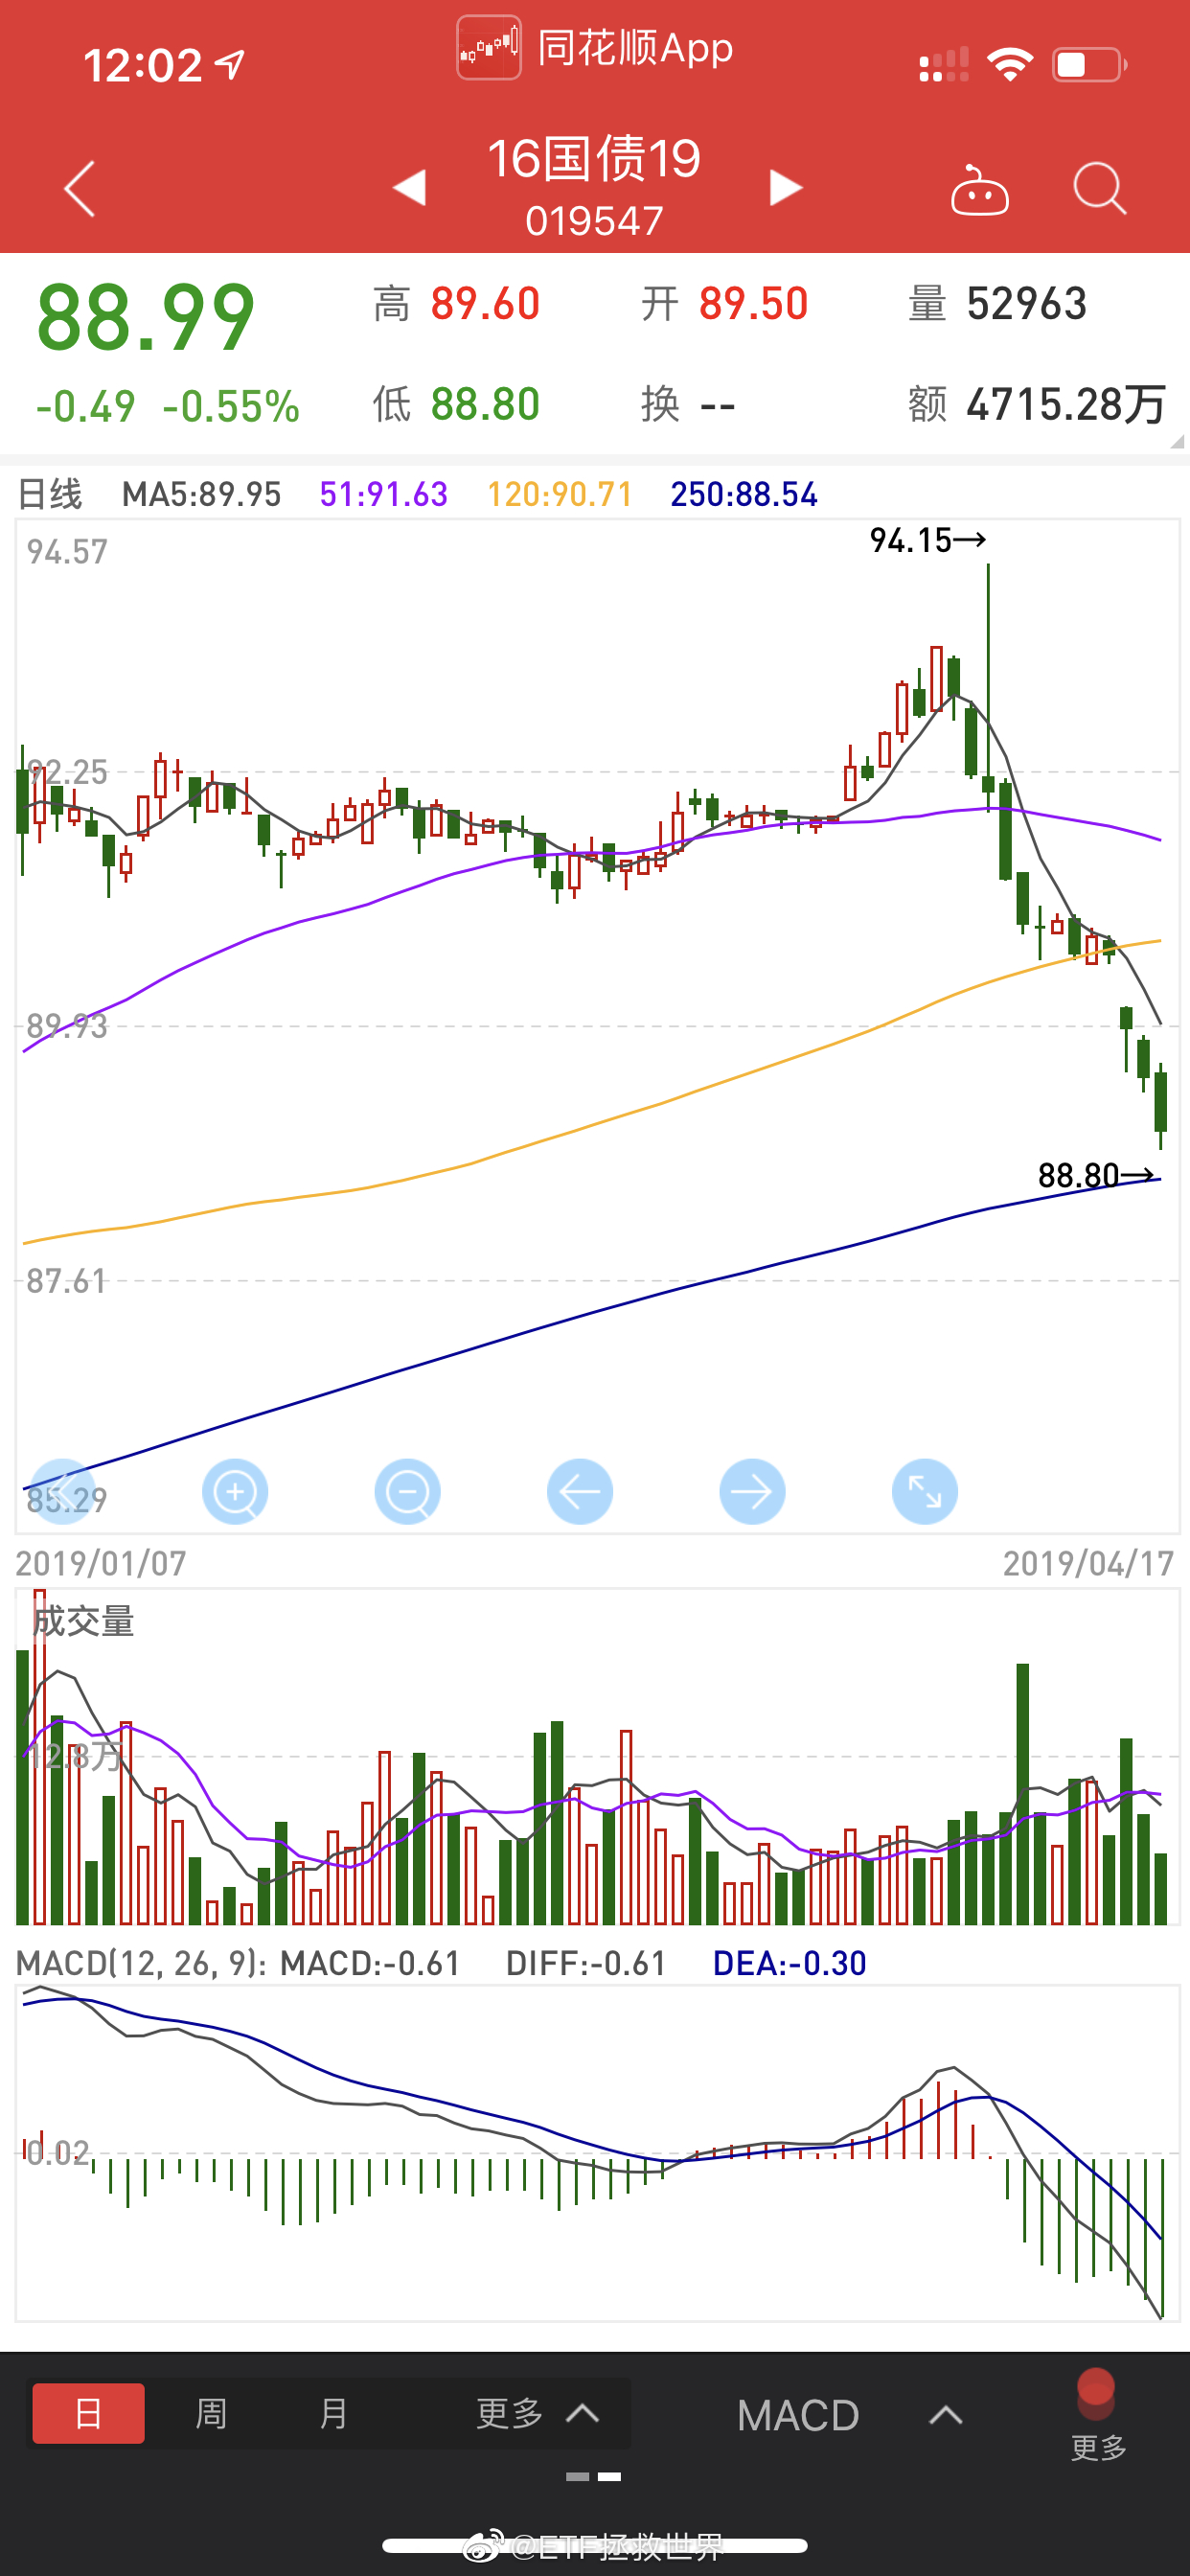 12:02
同花顺App
16国债19
019547
88.99
高 89.60
开 89.50
量 52963
-0.49 -0.55%
低 88.80
换 --
额 4715.28万
日线 MA5:89.95 51:91.63 120:90.71 250:88.54
94.57
94.15→
92.25
89.93
88.80→
87.61
85.29
2019/01/07
2019/04/17
成交量
12.8万
MACD(12, 26, 9): MACD:-0.61 DIFF:-0.61 DEA:-0.30
0.02
日 周 月 更多 MACD 更多
@ETF拯救世界